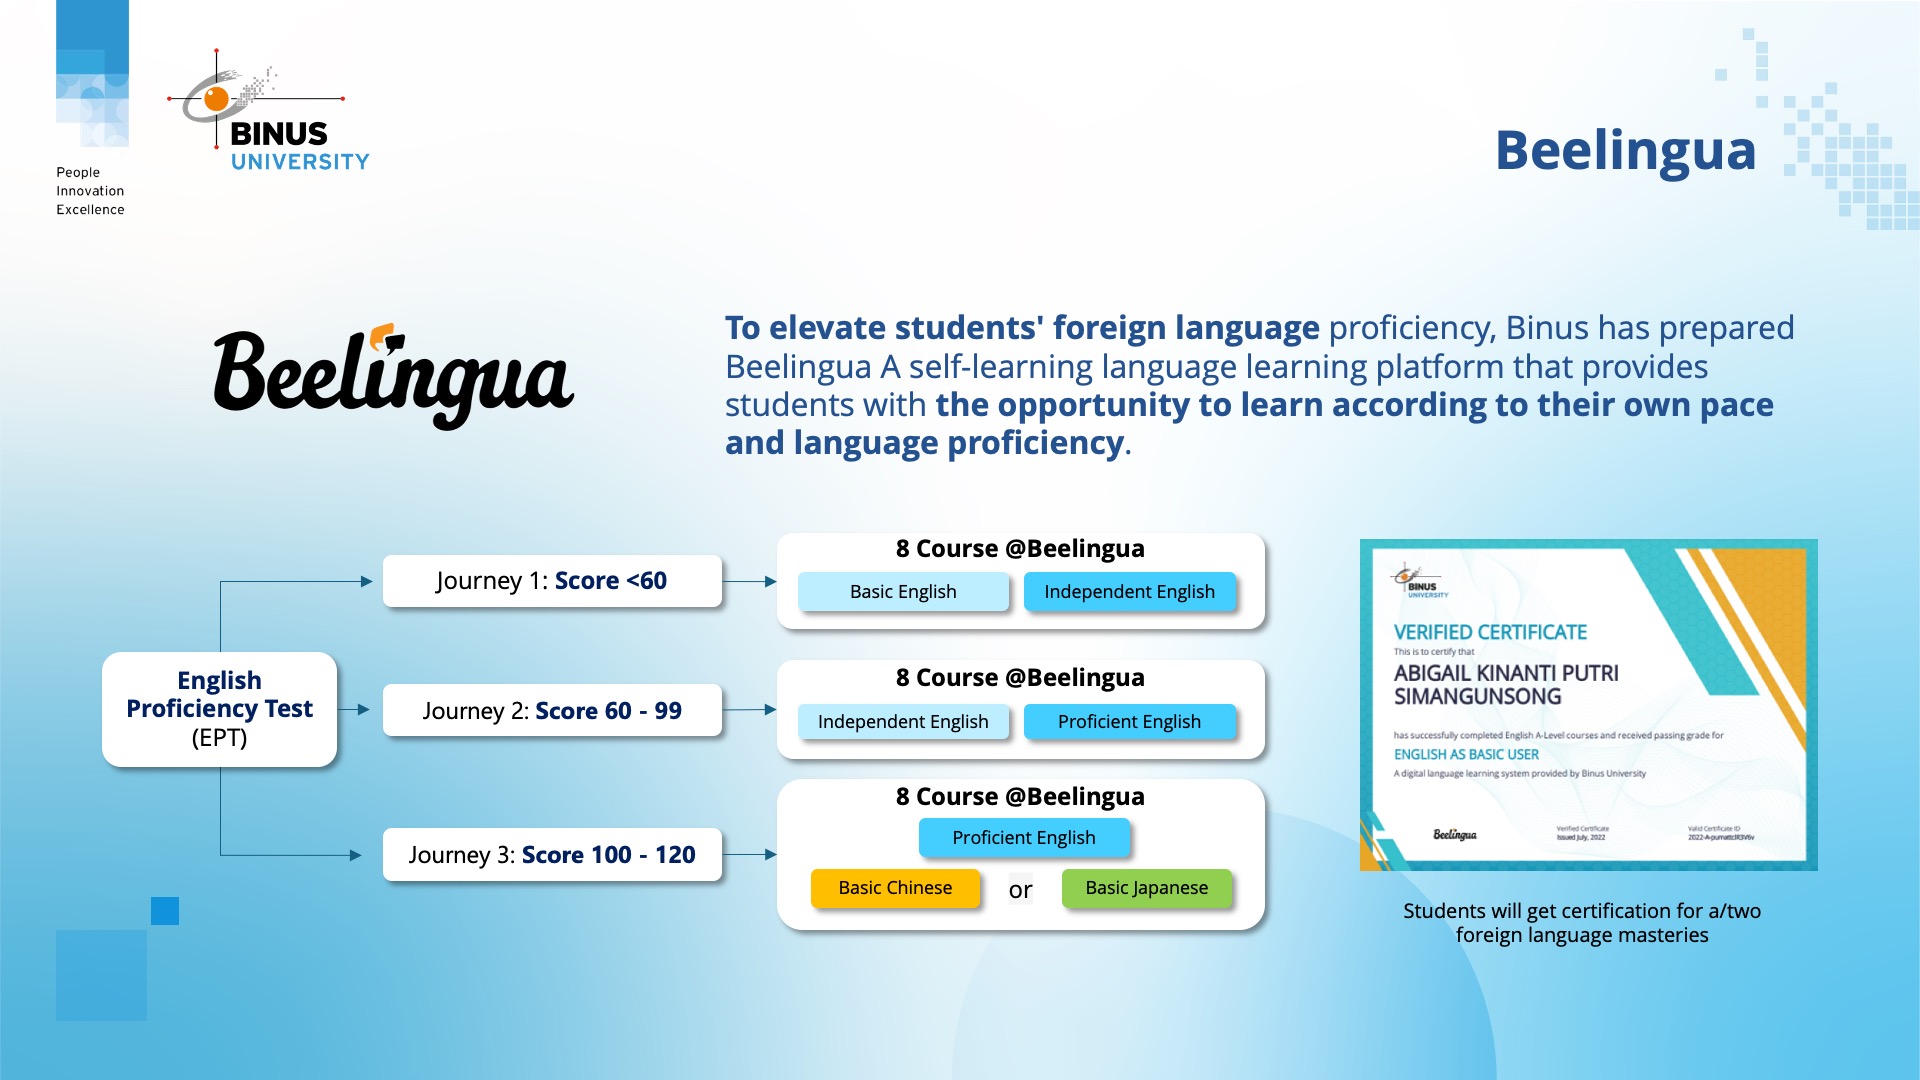 People
Innovation
Excellence
BINUS
UNIVERSITY
Beelingua
Beelingua
To elevate students' foreign language proficiency, Binus has prepared
Beelingua A self-learning language learning platform that provides
students with the opportunity to learn according to their own pace
and language proficiency.
English
Proficiency Test
(EPT)
Journey 1: Score <60
8 Course @Beelingua
Basic English
Independent English
Journey 2: Score 60 - 99
8 Course @Beelingua
Independent English
Proficient English
Journey 3: Score 100 - 120
8 Course @Beelingua
Proficient English
Basic Chinese
or
Basic Japanese
BINUS
UNIVERSITY
VERIFIED CERTIFICATE
This is to certify that
ABIGAIL KINANTI PUTRI
SIMANGUNSONG
has successfully completed English A-Level courses and received passing grade for
ENGLISH AS BASIC USER
A digital language learning system provided by Binus University
Beelingua
Verified Certificate
Issued July, 2022
Valid Certificate ID
Students will get certification for a/two
foreign language masteries